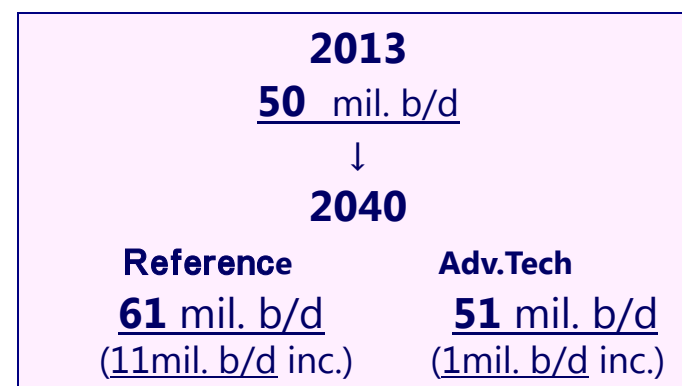 2013
50 mil. b/d
↓
2040
Reference Adv.Tech
61 mil. b/d 51 mil. b/d
(11mil. b/d inc.) (1mil. b/d inc.)